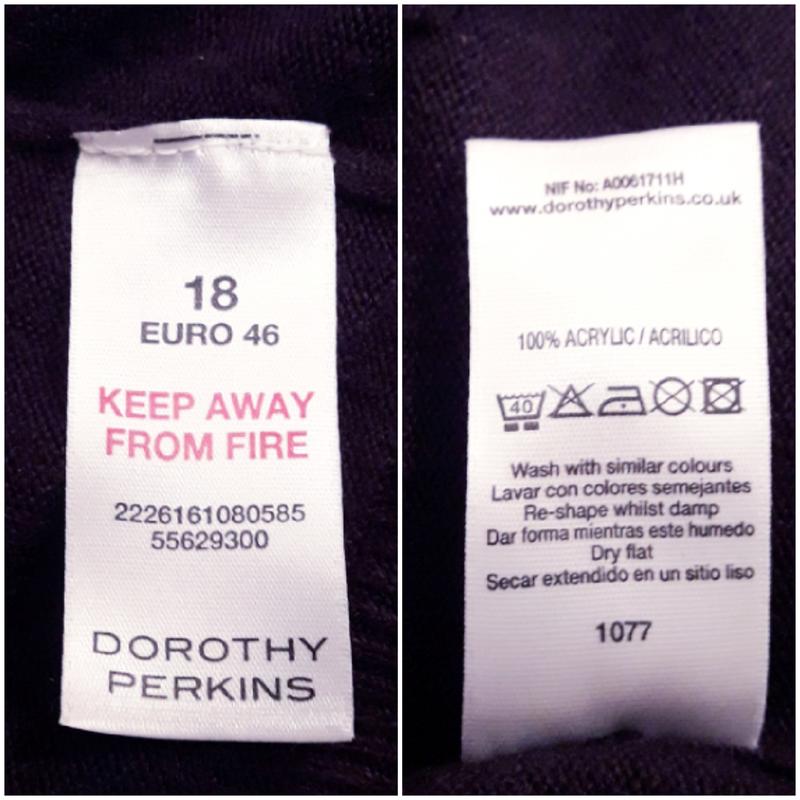 18
EURO 46
KEEP AWAY
FROM FIRE
2226161080585
55629300
DOROTHY
PERKINS
NIF No: A0061711H
www.dorothyperkins.co.uk
100% ACRYLIC / ACRILICO
40
Wash with similar colours
Lavar con colores semejantes
Re-shape whilst damp
Dar forma mientras este humedo
Dry flat
Secar extendido en un sitio liso
1077